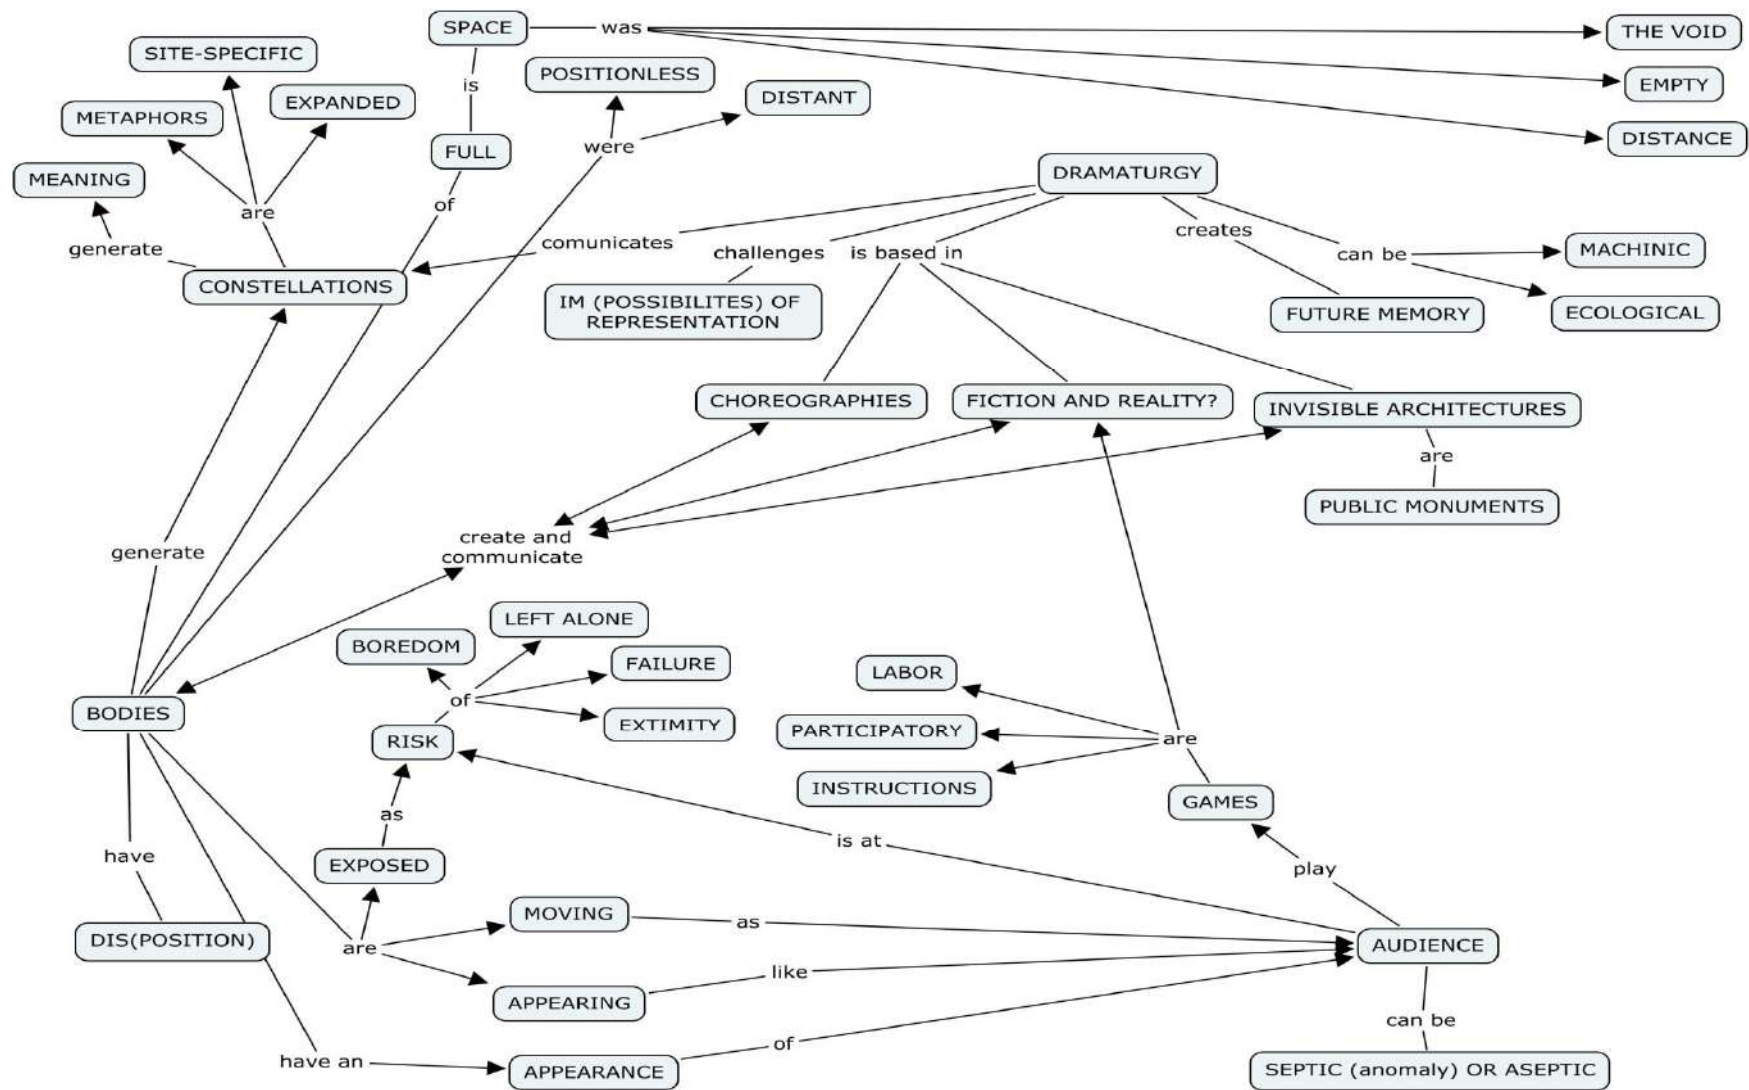 SPACE
was
THE VOID
SITE-SPECIFIC
POSITIONLESS
is
EMPTY
EXPANDED
DISTANT
METAPHORS
DISTANCE
were
FULL
DRAMATURGY
MEANING
are
of
creates
generate
comunicates
challenges
is based in
can be
MACHINIC
CONSTELLATIONS
IM (POSSIBILITES) OF
REPRESENTATION
FUTURE MEMORY
ECOLOGICAL
CHOREOGRAPHIES
FICTION AND REALITY?
INVISIBLE ARCHITECTURES
are
PUBLIC MONUMENTS
create and
communicate
generate
LEFT ALONE
BOREDOM
FAILURE
LABOR
of
BODIES
EXTIMITY
PARTICIPATORY
RISK
are
INSTRUCTIONS
GAMES
as
is at
have
EXPOSED
play
MOVING
as
DIS(POSITION)
are
AUDIENCE
like
APPEARING
can be
of
have an
APPEARANCE
SEPTIC (anomaly) OR ASEPTIC